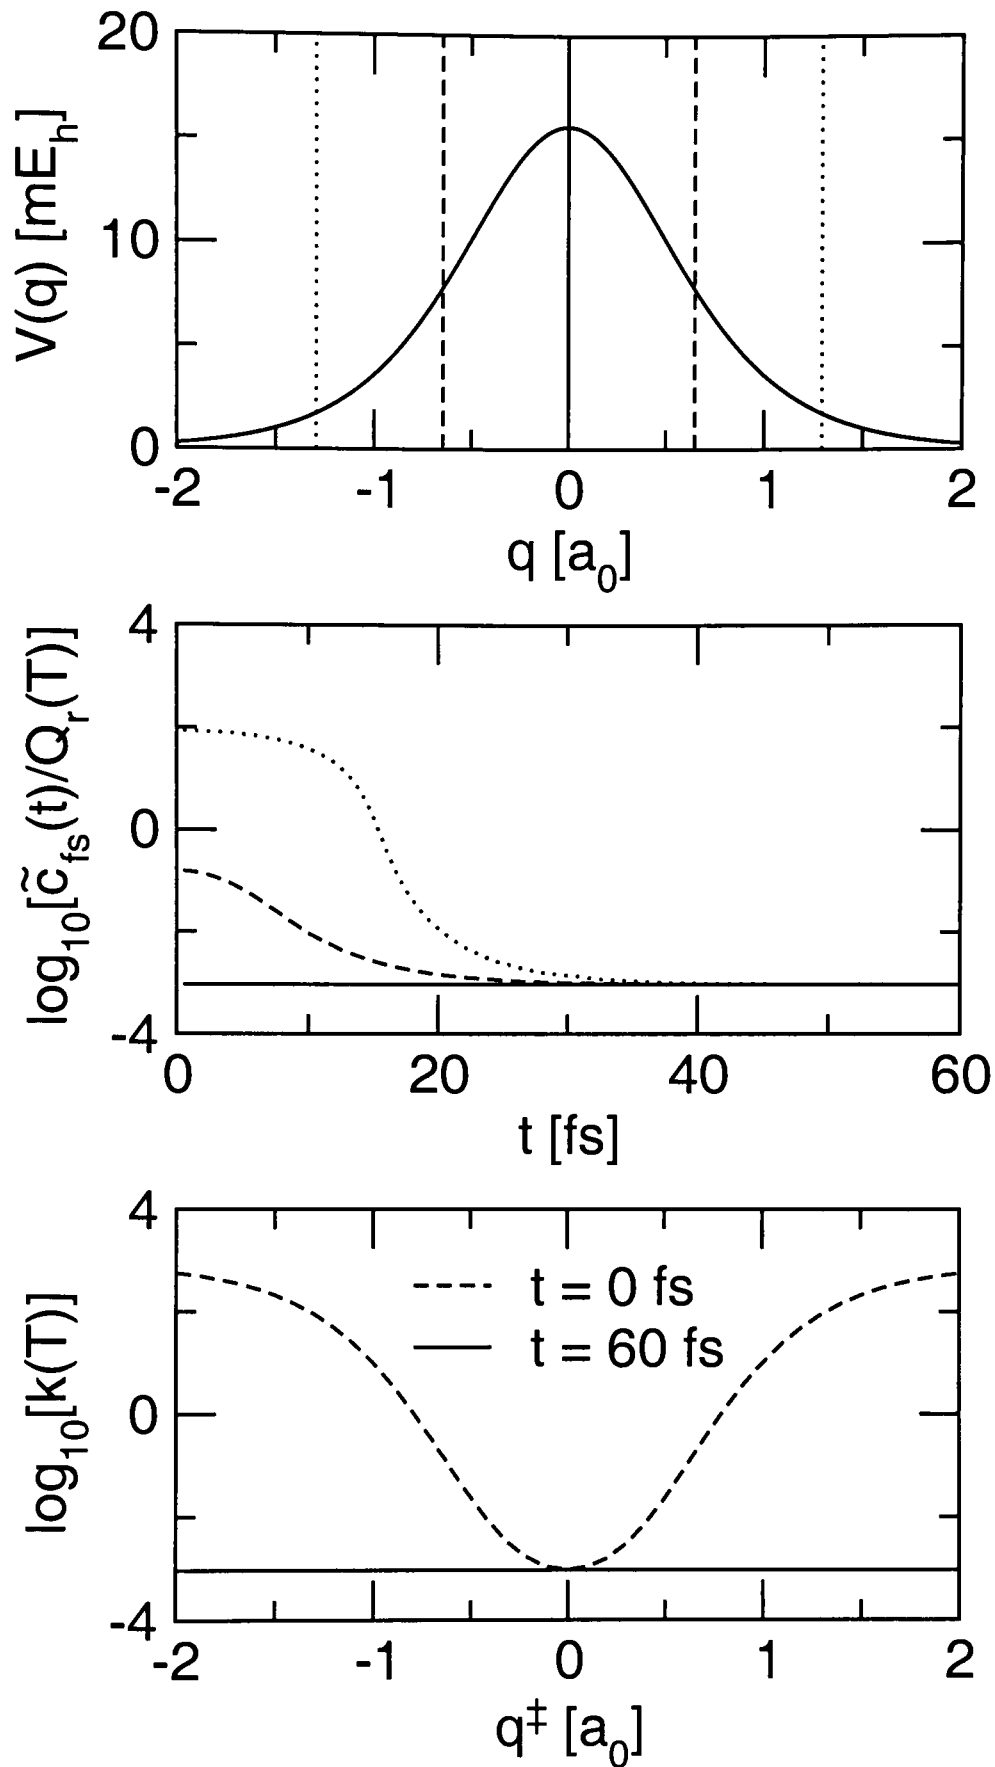 20
10
0
V(q) [mE_h]
-2 -1 0 1 2
q [a_0]
4
0
-4
log_10[c̃_fs(t)/Q_r(T)]
0 20 40 60
t [fs]
4
0
-4
log_10[k(T)]
t = 0 fs
t = 60 fs
-2 -1 0 1 2
q^‡ [a_0]